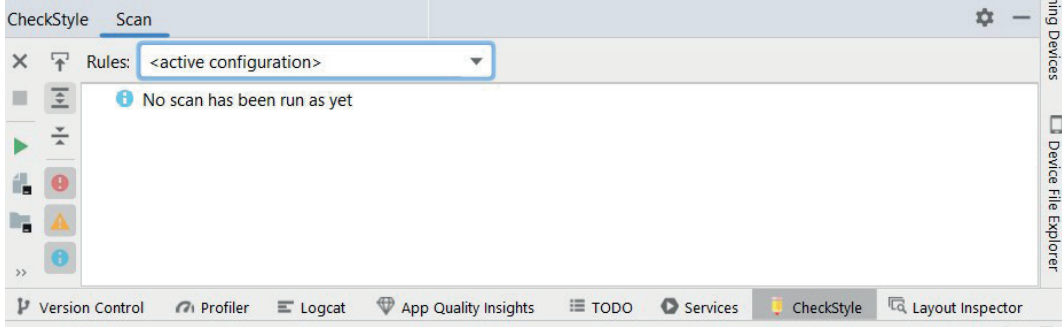 CheckStyle Scan
Rules: <active configuration>
No scan has been run as yet
Version Control Profiler Logcat App Quality Insights TODO Services CheckStyle Layout Inspector
Devices
Device File Explorer